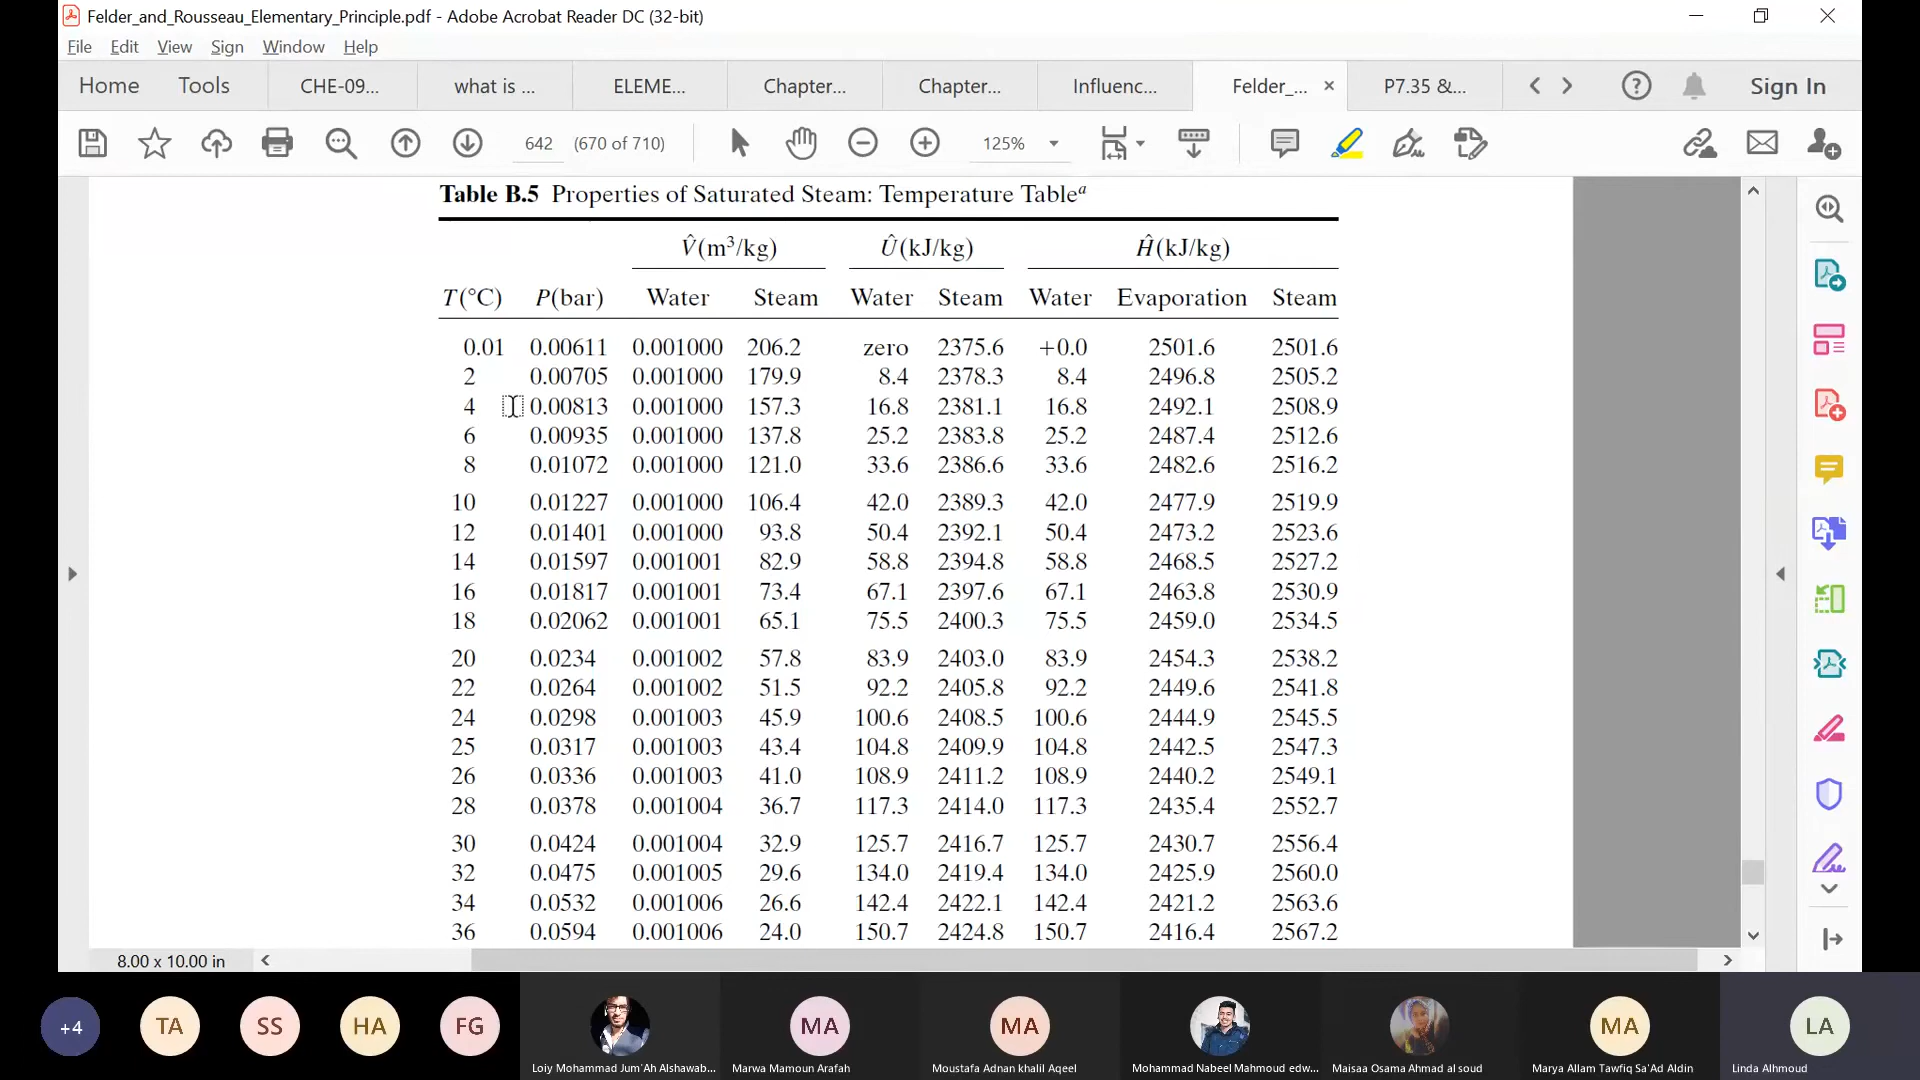 Felder_and_Rousseau_Elementary_Principle.pdf - Adobe Acrobat Reader DC (32-bit)
File Edit View Sign Window Help
Home Tools CHE-09... what is ... ELEME... Chapter... Chapter... Influenc... Felder_... × P7.35 &... Sign In
642 (670 of 710) 125%
Table B.5 Properties of Saturated Steam: Temperature Tableᵃ
V̂(m³/kg) Û(kJ/kg) Ĥ(kJ/kg)
T(°C) P(bar) Water Steam Water Steam Water Evaporation Steam
0.01 0.00611 0.001000 206.2 zero 2375.6 +0.0 2501.6 2501.6
2 0.00705 0.001000 179.9 8.4 2378.3 8.4 2496.8 2505.2
4 0.00813 0.001000 157.3 16.8 2381.1 16.8 2492.1 2508.9
6 0.00935 0.001000 137.8 25.2 2383.8 25.2 2487.4 2512.6
8 0.01072 0.001000 121.0 33.6 2386.6 33.6 2482.6 2516.2
10 0.01227 0.001000 106.4 42.0 2389.3 42.0 2477.9 2519.9
12 0.01401 0.001000 93.8 50.4 2392.1 50.4 2473.2 2523.6
14 0.01597 0.001001 82.9 58.8 2394.8 58.8 2468.5 2527.2
16 0.01817 0.001001 73.4 67.1 2397.6 67.1 2463.8 2530.9
18 0.02062 0.001001 65.1 75.5 2400.3 75.5 2459.0 2534.5
20 0.0234 0.001002 57.8 83.9 2403.0 83.9 2454.3 2538.2
22 0.0264 0.001002 51.5 92.2 2405.8 92.2 2449.6 2541.8
24 0.0298 0.001003 45.9 100.6 2408.5 100.6 2444.9 2545.5
25 0.0317 0.001003 43.4 104.8 2409.9 104.8 2442.5 2547.3
26 0.0336 0.001003 41.0 108.9 2411.2 108.9 2440.2 2549.1
28 0.0378 0.001004 36.7 117.3 2414.0 117.3 2435.4 2552.7
30 0.0424 0.001004 32.9 125.7 2416.7 125.7 2430.7 2556.4
32 0.0475 0.001005 29.6 134.0 2419.4 134.0 2425.9 2560.0
34 0.0532 0.001006 26.6 142.4 2422.1 142.4 2421.2 2563.6
36 0.0594 0.001006 24.0 150.7 2424.8 150.7 2416.4 2567.2
8.00 x 10.00 in
+4 TA SS HA FG MA MA MA LA
Loiy Mohammad Jum'Ah Alshawab... Marwa Mamoun Arafah Moustafa Adnan khalil Aqeel Mohammad Nabeel Mahmoud edw... Maisaa Osama Ahmad al soud Marya Allam Tawfiq Sa'Ad Aldin Linda Alhmoud